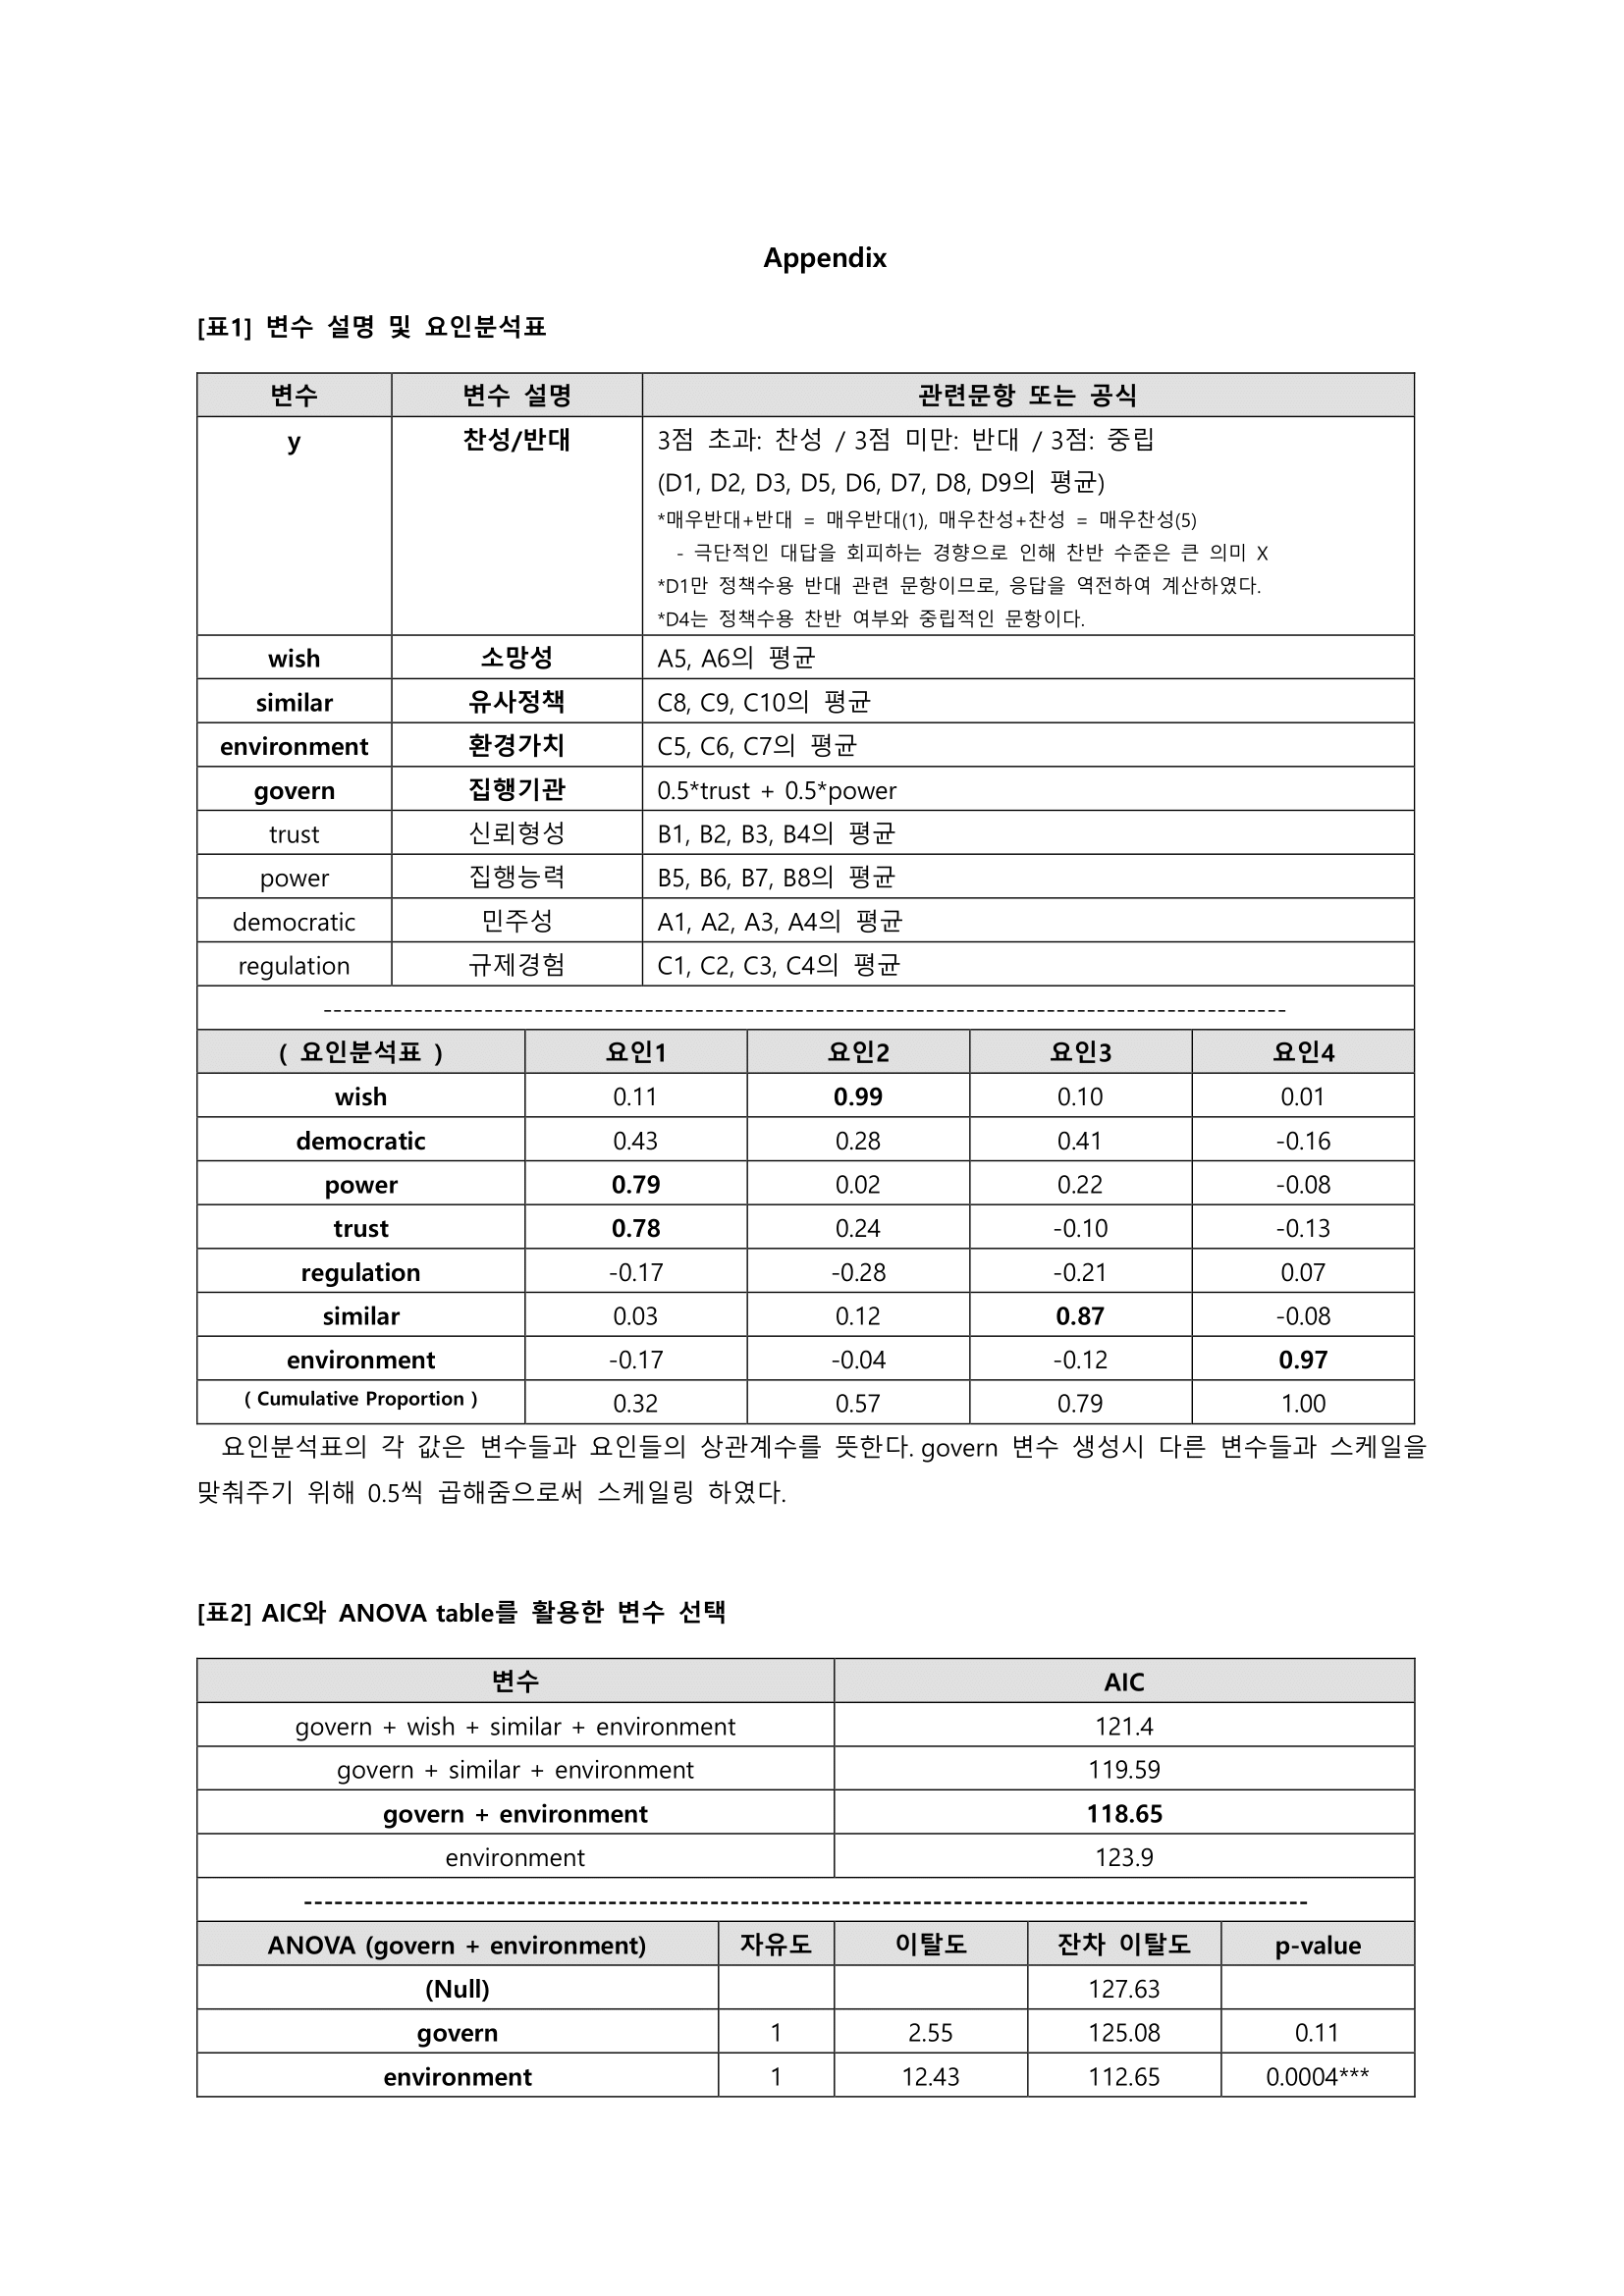 Appendix
[표1] 변수 설명 및 요인분석표
변수 변수 설명 관련문항 또는 공식
y 찬성/반대 3점 초과: 찬성 / 3점 미만: 반대 / 3점: 중립
(D1, D2, D3, D5, D6, D7, D8, D9의 평균)
*매우반대+반대 = 매우반대(1), 매우찬성+찬성 = 매우찬성(5)
- 극단적인 대답을 회피하는 경향으로 인해 찬반 수준은 큰 의미 X
*D1만 정책수용 반대 관련 문항이므로, 응답을 역전하여 계산하였다.
*D4는 정책수용 찬반 여부와 중립적인 문항이다.
wish 소망성 A5, A6의 평균
similar 유사정책 C8, C9, C10의 평균
environment 환경가치 C5, C6, C7의 평균
govern 집행기관 0.5*trust + 0.5*power
trust 신뢰형성 B1, B2, B3, B4의 평균
power 집행능력 B5, B6, B7, B8의 평균
democratic 민주성 A1, A2, A3, A4의 평균
regulation 규제경험 C1, C2, C3, C4의 평균
------------------------------------------------------------------------------------------------
( 요인분석표 ) 요인1 요인2 요인3 요인4
wish 0.11 0.99 0.10 0.01
democratic 0.43 0.28 0.41 -0.16
power 0.79 0.02 0.22 -0.08
trust 0.78 0.24 -0.10 -0.13
regulation -0.17 -0.28 -0.21 0.07
similar 0.03 0.12 0.87 -0.08
environment -0.17 -0.04 -0.12 0.97
( Cumulative Proportion ) 0.32 0.57 0.79 1.00
요인분석표의 각 값은 변수들과 요인들의 상관계수를 뜻한다. govern 변수 생성시 다른 변수들과 스케일을
맞춰주기 위해 0.5씩 곱해줌으로써 스케일링 하였다.
[표2] AIC와 ANOVA table를 활용한 변수 선택
변수 AIC
govern + wish + similar + environment 121.4
govern + similar + environment 119.59
govern + environment 118.65
environment 123.9
----------------------------------------------------------------------------------------------------
ANOVA (govern + environment) 자유도 이탈도 잔차 이탈도 p-value
(Null) 127.63
govern 1 2.55 125.08 0.11
environment 1 12.43 112.65 0.0004***